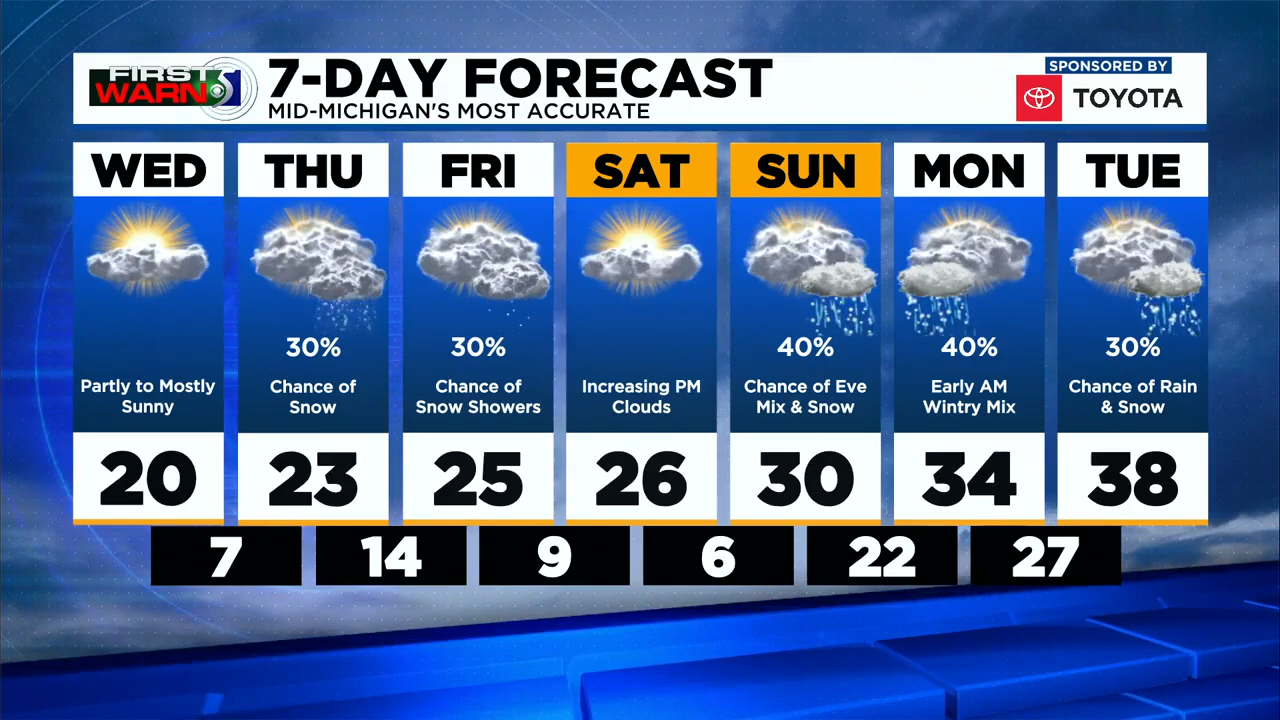 FIRST
WARN 5
7-DAY FORECAST
MID-MICHIGAN'S MOST ACCURATE
SPONSORED BY
TOYOTA
WED
THU
FRI
SAT
SUN
MON
TUE
30%
30%
40%
40%
30%
Partly to Mostly
Sunny
Chance of
Snow
Chance of
Snow Showers
Increasing PM
Clouds
Chance of Eve
Mix & Snow
Early AM
Wintry Mix
Chance of Rain
& Snow
20
23
25
26
30
34
38
7
14
9
6
22
27